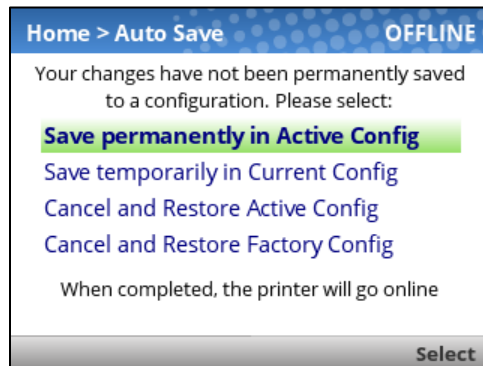 Home > Auto Save OFFLINE
Your changes have not been permanently saved
to a configuration. Please select:
Save permanently in Active Config
Save temporarily in Current Config
Cancel and Restore Active Config
Cancel and Restore Factory Config
When completed, the printer will go online
Select